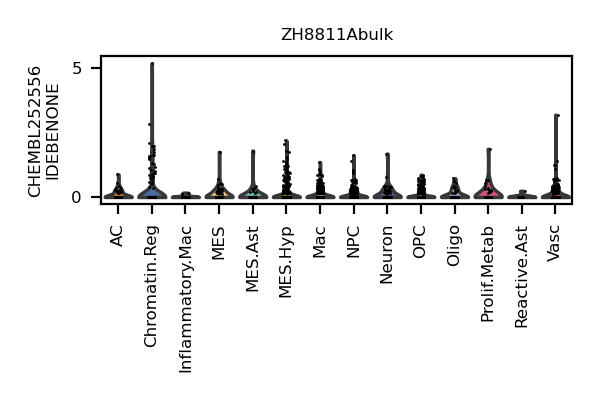 ZH8811Abulk
CHEMBL252556
IDEBENONE
5
0
AC
Chromatin.Reg
Inflammatory.Mac
MES
MES.Ast
MES.Hyp
Mac
NPC
Neuron
OPC
Oligo
Prolif.Metab
Reactive.Ast
Vasc